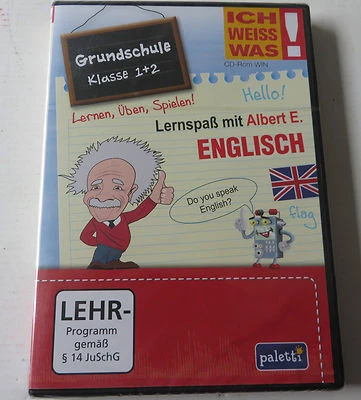 Grundschule
Klasse 1+2
ICH
WEISS
WAS!
CD-Rom WIN
Lernen, Üben, Spielen!
Hello!
Lernspaß mit Albert E.
ENGLISCH
Do you speak
English?
flag
LEHR-
Programm
gemäß
§ 14 JuSchG
paletti